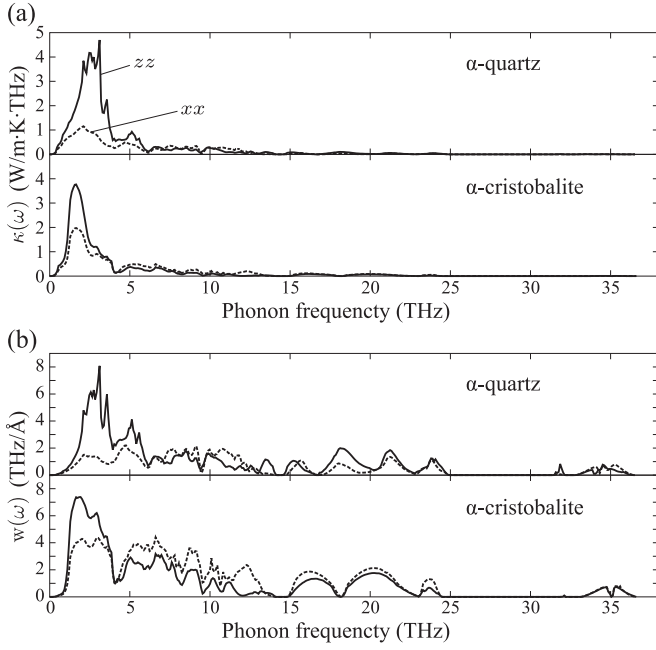 (a)
5
4
3
2
1
0
zz
xx
α-quartz
4
3
2
1
0
α-cristobalite
κ(ω) (W/m·K·THz)
0 5 10 15 20 25 30 35
Phonon frequencty (THz)
(b)
8
6
4
2
0
α-quartz
8
6
4
2
0
α-cristobalite
w(ω) (THz/Å)
0 5 10 15 20 25 30 35
Phonon frequencty (THz)